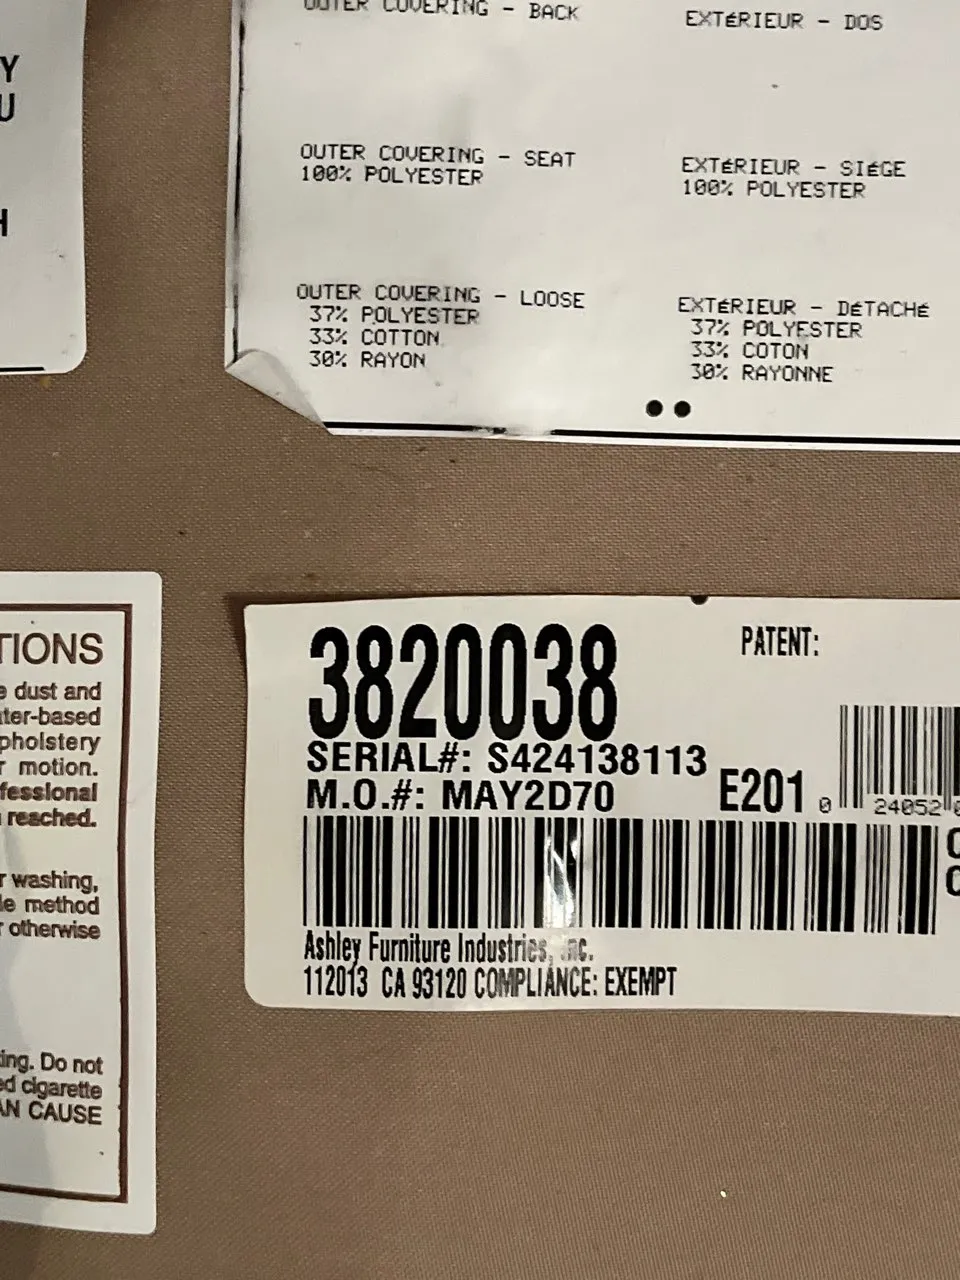 OUTER COVERING - BACK
EXTÉRIEUR - DOS
Y
U
H
OUTER COVERING - SEAT
100% POLYESTER
EXTÉRIEUR - SIÉGE
100% POLYESTER
OUTER COVERING - LOOSE
37% POLYESTER
33% COTTON
30% RAYON
EXTÉRIEUR - DÉTACHÉ
37% POLYESTER
33% COTON
30% RAYONNE
TIONS
e dust and
ter-based
pholstery
r motion.
fessional
reached.
r washing,
le method
r otherwise
ing. Do not
ed cigarette
AN CAUSE
3820038
PATENT:
SERIAL#: S424138113
M.O.#: MAY2D70
E201
0 24052
Ashley Furniture Industries, Inc.
112013 CA 93120 COMPLIANCE: EXEMPT